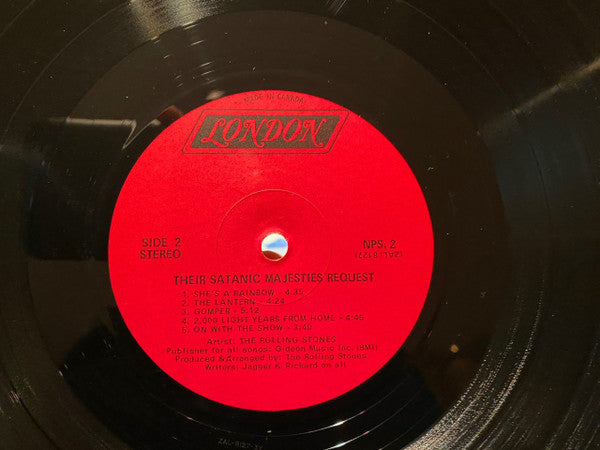 MADE IN CANADA
LONDON
SIDE 2
STEREO
NPS. 2
(ZAL. 8127)
THEIR SATANIC MAJESTIES REQUEST
1. SHE'S A RAINBOW - 4:35
2. THE LANTERN - 4:24
3. GOMPER - 5:12
4. 2,000 LIGHT YEARS FROM HOME - 4:45
5. ON WITH THE SHOW - 3:40
Artist: THE ROLLING STONES
Publisher for all songs: Gideon Music Inc. (BMI)
Produced & Arranged by: The Rolling Stones
Writers: Jagger & Richard on all